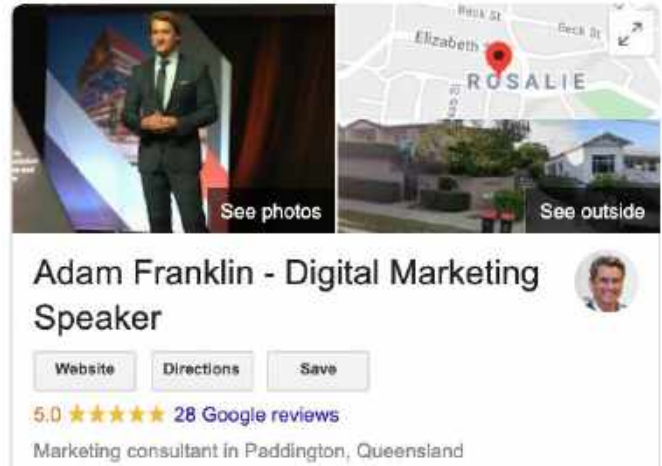 Beck St
Beck St
Elizabeth
ROSALIE
See photos
See outside
Adam Franklin - Digital Marketing
Speaker
Website
Directions
Save
5.0 28 Google reviews
Marketing consultant in Paddington, Queensland